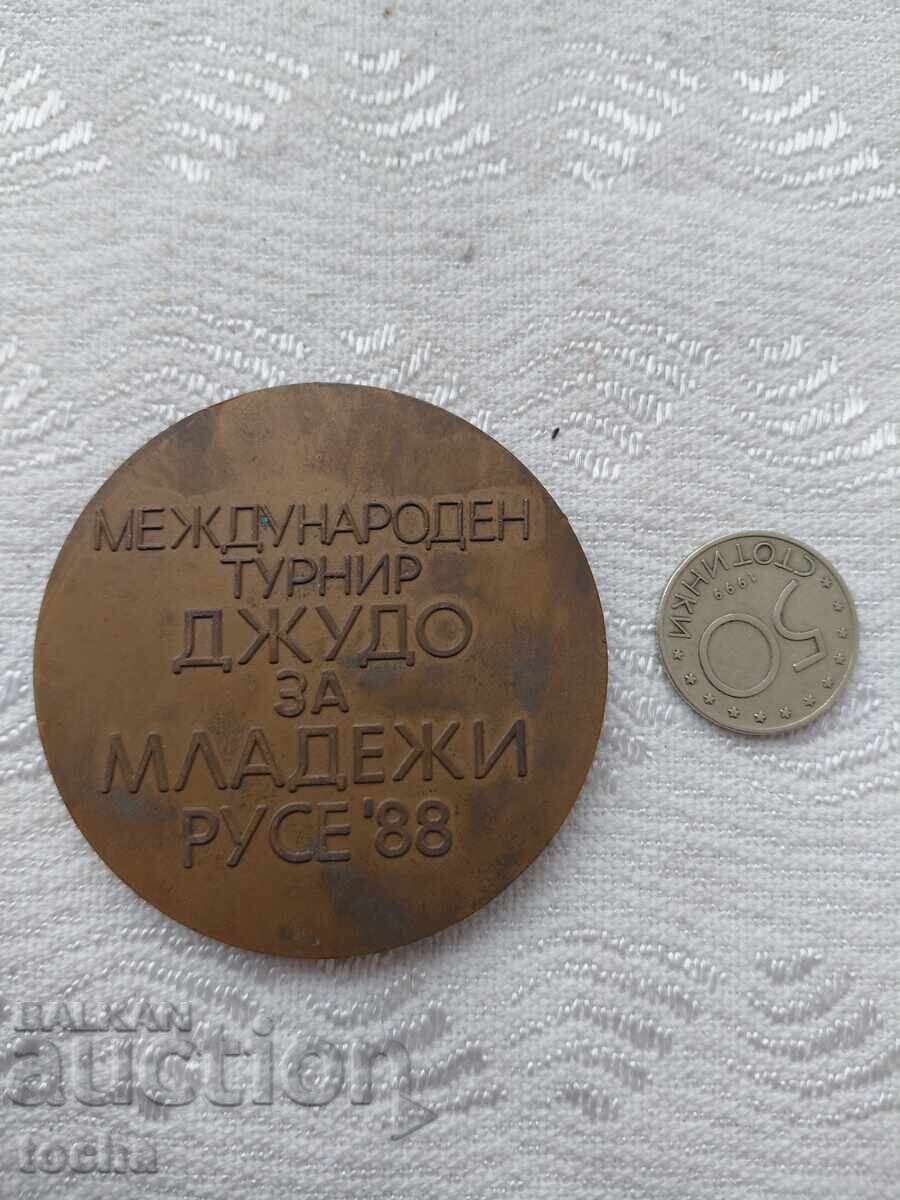 МЕЖДУНАРОДЕН
ТУРНИР
ДЖУДО
ЗА
МЛАДЕЖИ
РУСЕ '88
50
СТОТИНКИ
1999
BALKAN
auction
tocha